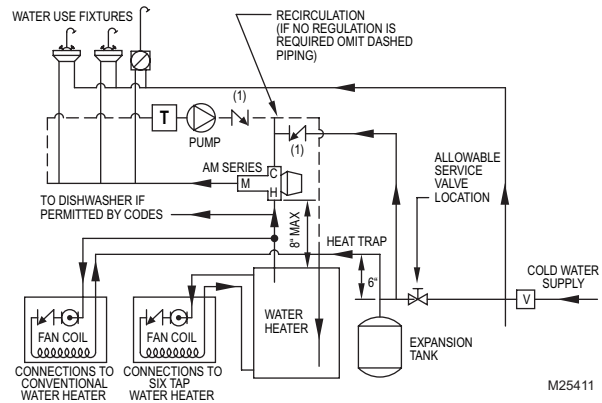 WATER USE FIXTURES
RECIRCULATION
(IF NO REGULATION IS
REQUIRED OMIT DASHED
PIPING)
(1)
T
PUMP
(1)
AM SERIES
C
M
H
ALLOWABLE
SERVICE
VALVE
LOCATION
TO DISHWASHER IF
PERMITTED BY CODES
8" MAX
HEAT TRAP
6"
COLD WATER
SUPPLY
V
FAN COIL
FAN COIL
WATER
HEATER
EXPANSION
TANK
CONNECTIONS TO
CONVENTIONAL
WATER HEATER
CONNECTIONS TO
SIX TAP
WATER HEATER
M25411